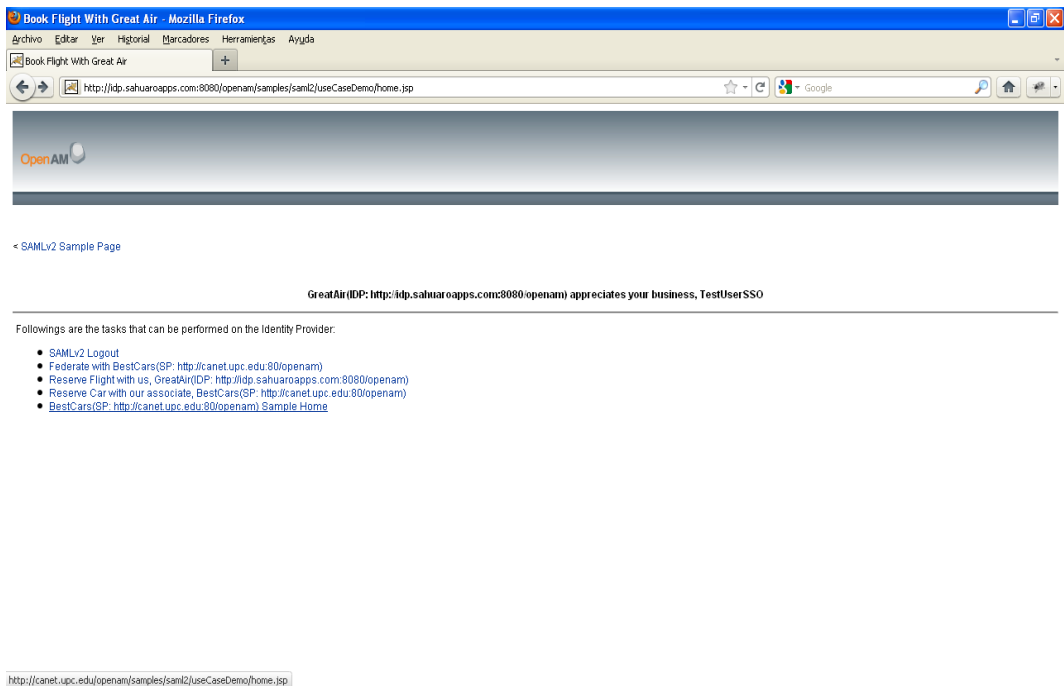 Book Flight With Great Air - Mozilla Firefox
Archivo Editar Ver Historial Marcadores Herramientas Ayuda
Book Flight With Great Air +
http://idp.sahuaroapps.com:8080/openam/samples/saml2/useCaseDemo/home.jsp Google
OpenAM
< SAMLv2 Sample Page
GreatAir(IDP: http://idp.sahuaroapps.com:8080/openam) appreciates your business, TestUserSSO
Followings are the tasks that can be performed on the Identity Provider:
SAMLv2 Logout
Federate with BestCars(SP: http://canet.upc.edu:80/openam)
Reserve Flight with us, GreatAir(IDP: http://idp.sahuaroapps.com:8080/openam)
Reserve Car with our associate, BestCars(SP: http://canet.upc.edu:80/openam)
BestCars(SP: http://canet.upc.edu:80/openam) Sample Home
http://canet.upc.edu/openam/samples/saml2/useCaseDemo/home.jsp